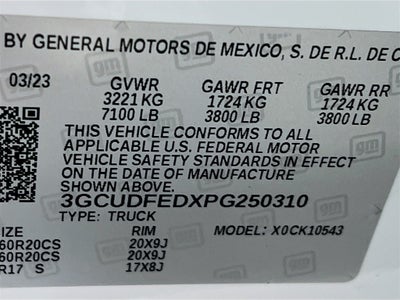 BY GENERAL MOTORS DE MEXICO, S. DE R.L. DE C
03/23 GVWR GAWR FRT GAWR RR
3221 KG 1724 KG 1724 KG
7100 LB 3800 LB 3800 LB
THIS VEHICLE CONFORMS TO ALL
APPLICABLE U.S. FEDERAL MOTOR
VEHICLE SAFETY STANDARDS IN EFFECT
ON THE DATE OF MANUFACTURE
SHOWN ABOVE.
3GCUDFEDXPG250310
TYPE: TRUCK MODEL: X0CK10543
SIZE RIM
60R20CS 20X9J
60R20CS 20X9J
R17 S 17X8J